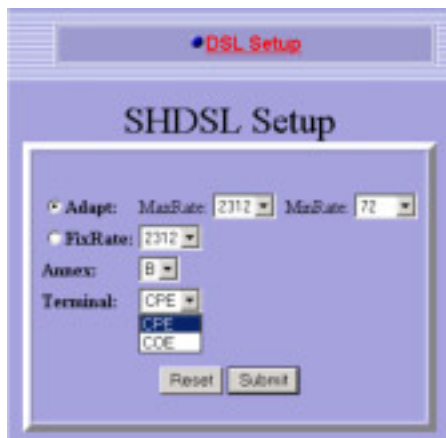 DSL Setup
SHDSL Setup
Adapt: MaxRate: 2312 MinRate: 72
FixRate: 2312
Annex: B
Terminal: CPE
CPE
COE
Reset Submit